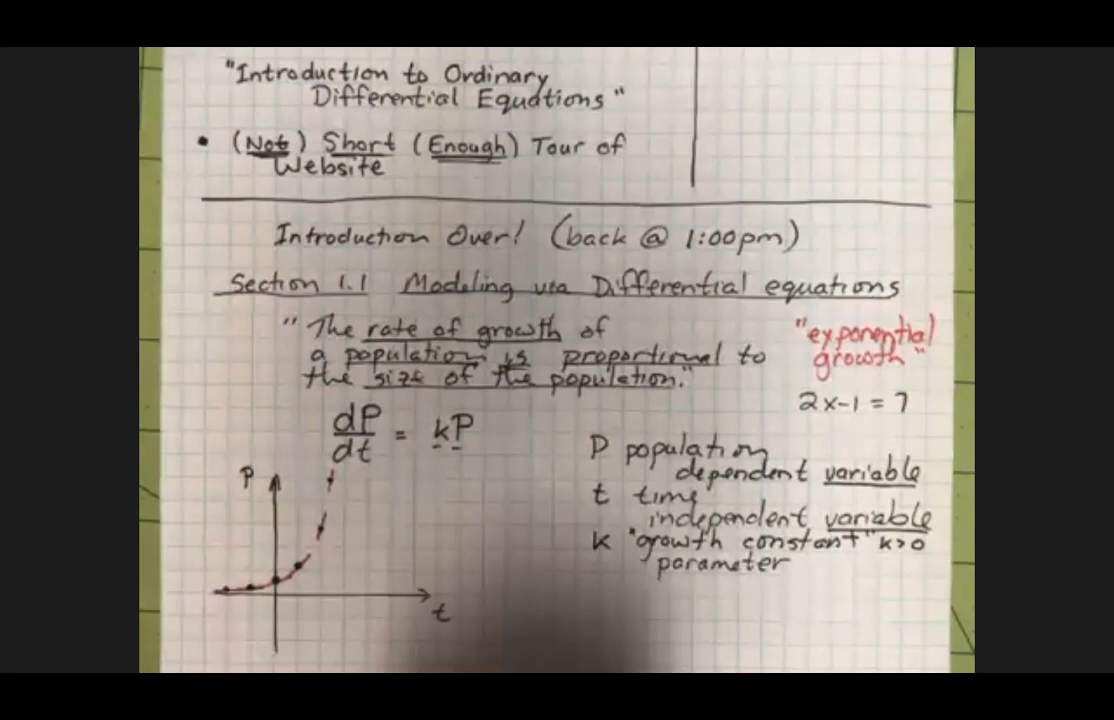 "Introduction to Ordinary
Differential Equations"
• (Not) Short (Enough) Tour of
Website
Introduction Over! (back @ 1:00pm)
Section 1.1 Modeling via Differential equations
"The rate of growth of
a population is proportional to
the size of the population."
"exponential
growth"
2x-1 = 7
dP/dt = kP
P population
dependent variable
t time
independent variable
k "growth constant" k>0
parameter
P
t